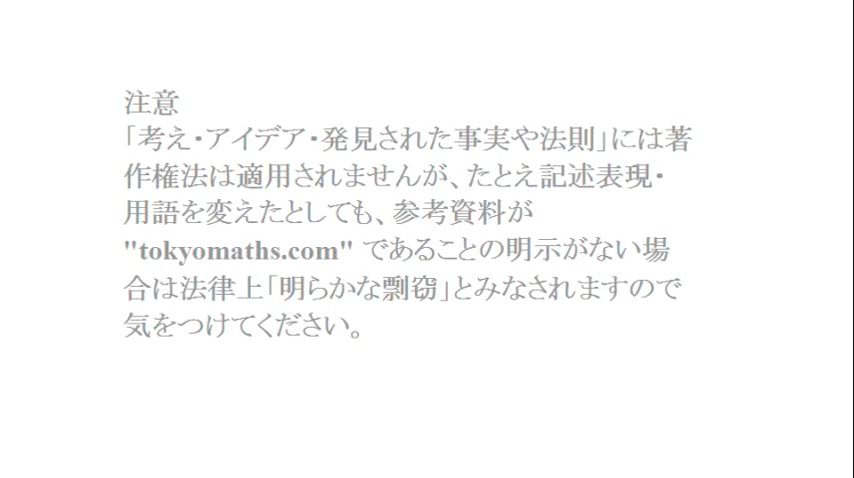 注意
「考え・アイデア・発見された事実や法則」には著
作権法は適用されませんが、たとえ記述表現・
用語を変えたとしても、参考資料が
"tokyomaths.com" であることの明示がない場
合は法律上「明らかな剽窃」とみなされますので
気をつけてください。